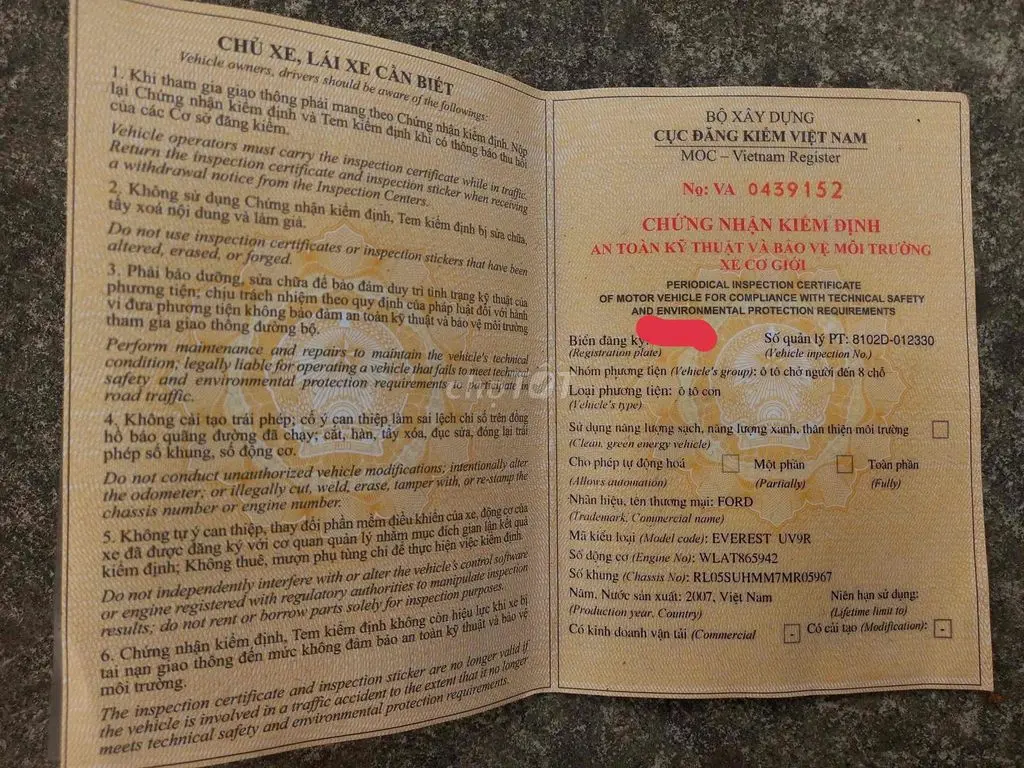 CHỦ XE, LÁI XE CẦN BIẾT
Vehicle owners, drivers should be aware of the followings:
1. Khi tham gia giao thông phải mang theo Chứng nhận kiểm định. Nộp
lại Chứng nhận kiểm định và Tem kiểm định khi có thông báo thu hồi
của các Cơ sở đăng kiểm.
Vehicle operators must carry the inspection certificate while in traffic.
Return the inspection certificate and inspection sticker when receiving
a withdrawal notice from the Inspection Centers.
2. Không sử dụng Chứng nhận kiểm định, Tem kiểm định bị sửa chữa,
tẩy xoá nội dung và làm giả.
Do not use inspection certificates or inspection stickers that have been
altered, erased, or forged.
3. Phải bảo dưỡng, sửa chữa để bảo đảm duy trì tình trạng kỹ thuật của
phương tiện; chịu trách nhiệm theo quy định của pháp luật đối với hành
vi đưa phương tiện không bảo đảm an toàn kỹ thuật và bảo vệ môi trường
tham gia giao thông đường bộ.
Perform maintenance and repairs to maintain the vehicle's technical
condition; legally liable for operating a vehicle that fails to meet technical
safety and environmental protection requirements to participate in
road traffic.
4. Không cải tạo trái phép; cố ý can thiệp làm sai lệch chỉ số trên đồng
hồ báo quãng đường đã chạy; cắt, hàn, tẩy xóa, đục sửa, đóng lại trái
phép số khung, số động cơ.
Do not conduct unauthorized vehicle modifications; intentionally alter
the odometer; or illegally cut, weld, erase, tamper with, or re-stamp the
chassis number or engine number.
5. Không tự ý can thiệp, thay đổi phần mềm điều khiển của xe, động cơ của
xe đã được đăng ký với cơ quan quản lý nhằm mục đích gian lận kết quả
kiểm định; Không thuê, mượn phụ tùng chỉ để thực hiện việc kiểm định.
Do not independently interfere with or alter the vehicle's control software
or engine registered with regulatory authorities to manipulate inspection
results; do not rent or borrow parts solely for inspection purposes.
6. Chứng nhận kiểm định, Tem kiểm định không còn hiệu lực khi xe bị
tai nạn giao thông đến mức không đảm bảo an toàn kỹ thuật và bảo vệ
môi trường.
The inspection certificate and inspection sticker are no longer valid if
the vehicle is involved in a traffic accident to the extent that it no longer
meets technical safety and environmental protection requirements.
BỘ XÂY DỰNG
CỤC ĐĂNG KIỂM VIỆT NAM
MOC – Vietnam Register
No: VA 0439152
CHỨNG NHẬN KIỂM ĐỊNH
AN TOÀN KỸ THUẬT VÀ BẢO VỆ MÔI TRƯỜNG
XE CƠ GIỚI
PERIODICAL INSPECTION CERTIFICATE
OF MOTOR VEHICLE FOR COMPLIANCE WITH TECHNICAL SAFETY
AND ENVIRONMENTAL PROTECTION REQUIREMENTS
Biển đăng ký: Số quản lý PT: 8102D-012330
(Registration plate) (Vehicle inpection No.)
Nhóm phương tiện (Vehicle's group): ô tô chở người đến 8 chỗ
Loại phương tiện: ô tô con
(Vehicle's type)
Sử dụng năng lượng sạch, năng lượng xanh, thân thiện môi trường
(Clean, green energy vehicle)
Cho phép tự động hoá Một phần Toàn phần
(Allows automation) (Partially) (Fully)
Nhãn hiệu, tên thương mại: FORD
(Trademark, Commercial name)
Mã kiểu loại (Model code): EVEREST UV9R
Số động cơ (Engine No): WLAT865942
Số khung (Chassis No): RL05SUHMM7MR05967
Năm, Nước sản xuất: 2007, Việt Nam Niên hạn sử dụng:
(Production year, Country) (Lifetime limit to)
Có kinh doanh vận tải (Commercial - Có cải tạo (Modification): -
CHỢ TỐT